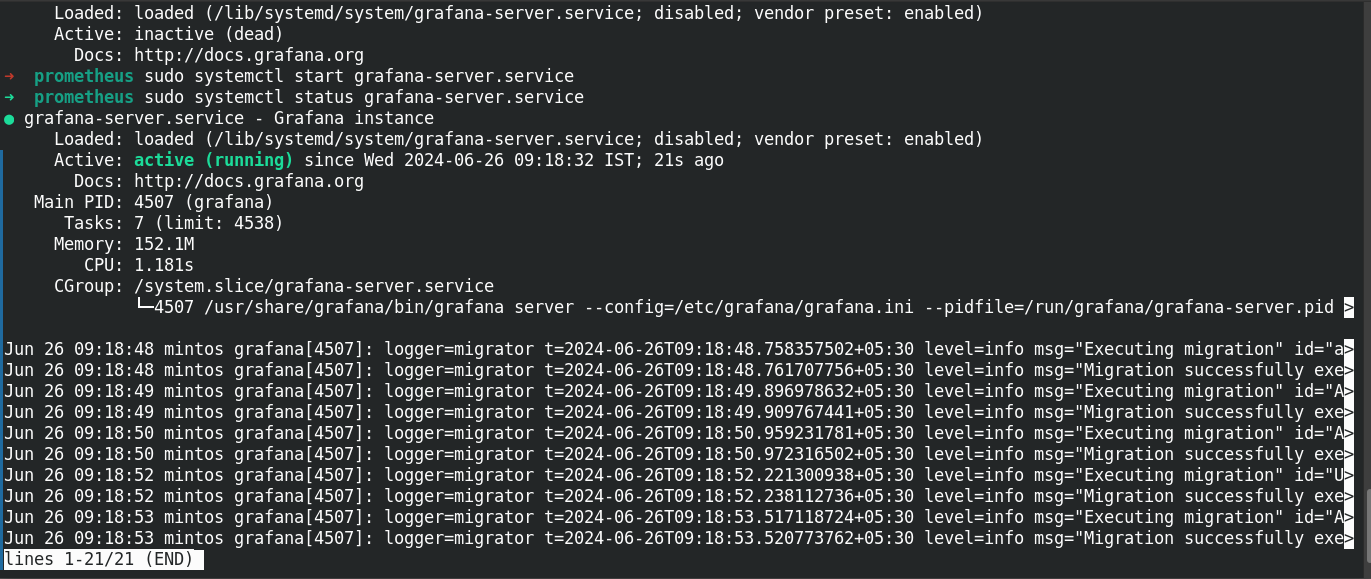 Loaded: loaded (/lib/systemd/system/grafana-server.service; disabled; vendor preset: enabled)
Active: inactive (dead)
Docs: http://docs.grafana.org
➜  prometheus sudo systemctl start grafana-server.service
➜  prometheus sudo systemctl status grafana-server.service
● grafana-server.service - Grafana instance
Loaded: loaded (/lib/systemd/system/grafana-server.service; disabled; vendor preset: enabled)
Active: active (running) since Wed 2024-06-26 09:18:32 IST; 21s ago
Docs: http://docs.grafana.org
Main PID: 4507 (grafana)
Tasks: 7 (limit: 4538)
Memory: 152.1M
CPU: 1.181s
CGroup: /system.slice/grafana-server.service
└─4507 /usr/share/grafana/bin/grafana server --config=/etc/grafana/grafana.ini --pidfile=/run/grafana/grafana-server.pid >
Jun 26 09:18:48 mintos grafana[4507]: logger=migrator t=2024-06-26T09:18:48.758357502+05:30 level=info msg="Executing migration" id="a>
Jun 26 09:18:48 mintos grafana[4507]: logger=migrator t=2024-06-26T09:18:48.761707756+05:30 level=info msg="Migration successfully exe>
Jun 26 09:18:49 mintos grafana[4507]: logger=migrator t=2024-06-26T09:18:49.896978632+05:30 level=info msg="Executing migration" id="A>
Jun 26 09:18:49 mintos grafana[4507]: logger=migrator t=2024-06-26T09:18:49.909767441+05:30 level=info msg="Migration successfully exe>
Jun 26 09:18:50 mintos grafana[4507]: logger=migrator t=2024-06-26T09:18:50.959231781+05:30 level=info msg="Executing migration" id="A>
Jun 26 09:18:50 mintos grafana[4507]: logger=migrator t=2024-06-26T09:18:50.972316502+05:30 level=info msg="Migration successfully exe>
Jun 26 09:18:52 mintos grafana[4507]: logger=migrator t=2024-06-26T09:18:52.221300938+05:30 level=info msg="Executing migration" id="U>
Jun 26 09:18:52 mintos grafana[4507]: logger=migrator t=2024-06-26T09:18:52.238112736+05:30 level=info msg="Migration successfully exe>
Jun 26 09:18:53 mintos grafana[4507]: logger=migrator t=2024-06-26T09:18:53.517118724+05:30 level=info msg="Executing migration" id="A>
Jun 26 09:18:53 mintos grafana[4507]: logger=migrator t=2024-06-26T09:18:53.520773762+05:30 level=info msg="Migration successfully exe>
lines 1-21/21 (END)